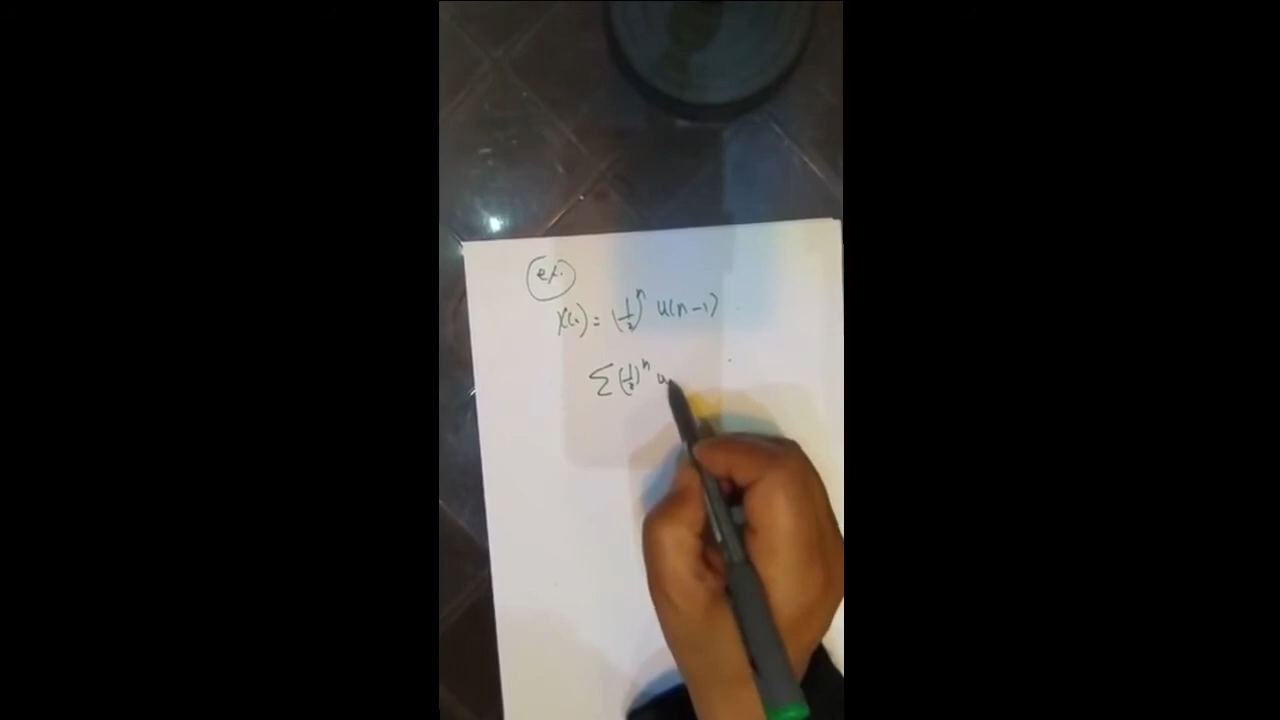 ex.
x(n) = (1/2)^n u(n-1)
Σ (1/2)^n u